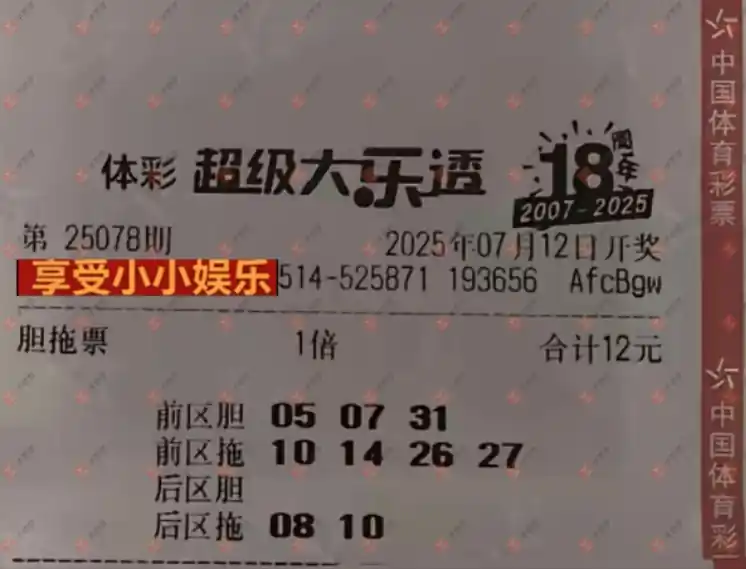 体彩 超级大乐透 18周年
2007-2025
第 25078期 2025年07月12日开奖
享受小小娱乐 514-525871 193656 AfcBgw
胆拖票 1倍 合计12元
前区胆 05 07 31
前区拖 10 14 26 27
后区胆
后区拖 08 10
中国体育彩票
中国体育彩